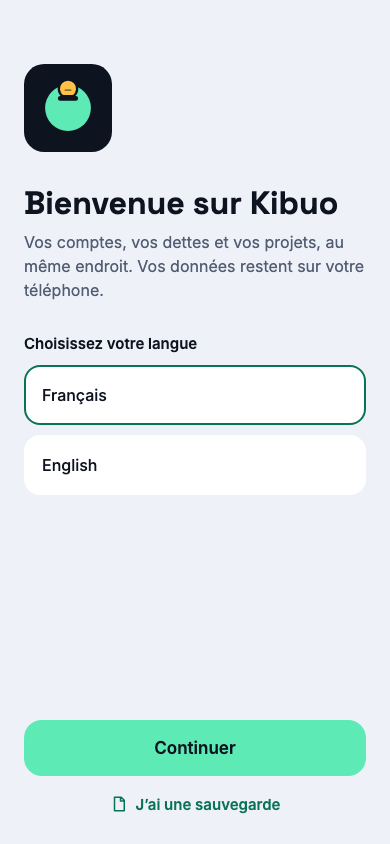 Bienvenue sur Kibuo
Vos comptes, vos dettes et vos projets, au
même endroit. Vos données restent sur votre
téléphone.
Choisissez votre langue
Français
English
Continuer
J’ai une sauvegarde